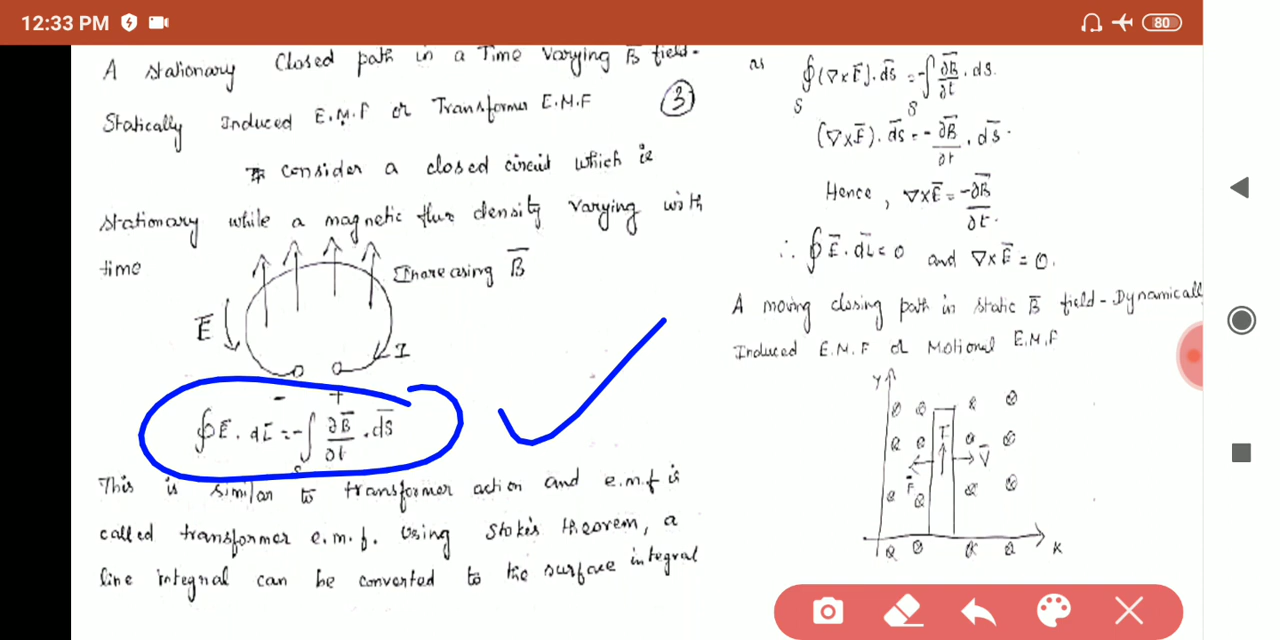 12:33 PM
80
A stationary closed path in a Time varying B̅ field-
Statically Induced E.M.F or Transformer E.M.F
(3)
consider a closed circuit which is
stationary while a magnetic flux density varying with
time
Increasing B̅
E̅
I
- +
∮E̅. dL̅ = -∫ ∂B̅/∂t . dS̅
s
This is similar to transformer action and e.m.f is
called transformer e.m.f. Using Stoke's theorem, a
line integral can be converted to the surface integral
as ∮(∇×E̅). dS̅ = -∫ ∂B̅/∂t . dS.
S S
(∇×E̅). dS̅ = -∂B̅/∂t . dS̅.
Hence, ∇×E̅ = -∂B̅/∂t.
∴ ∮E̅. dL̅ = 0 and ∇×E̅ = 0.
A moving closing path in static B̅ field - Dynamically
Induced E.M.F or Motional E.M.F
Y
I
V̅
F̅
X